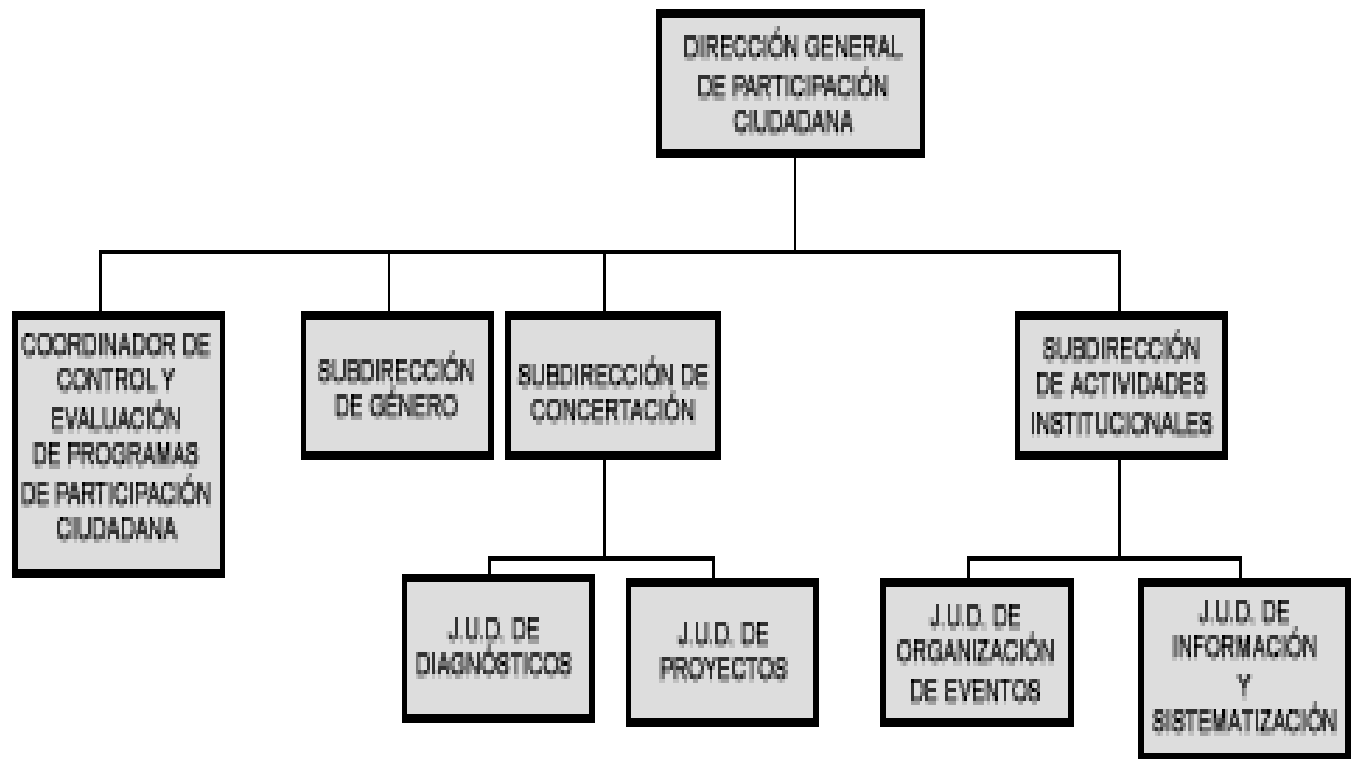 DIRECCIÓN GENERAL
DE PARTICIPACIÓN
CIUDADANA
COORDINADOR DE
CONTROL Y
EVALUACIÓN
DE PROGRAMAS
DE PARTICIPACIÓN
CIUDADANA
SUBDIRECCIÓN
DE GÉNERO
SUBDIRECCIÓN DE
CONCERTACIÓN
SUBDIRECCIÓN
DE ACTIVIDADES
INSTITUCIONALES
J.U.D. DE
DIAGNÓSTICOS
J.U.D. DE
PROYECTOS
J.U.D. DE
ORGANIZACIÓN
DE EVENTOS
J.U.D. DE
INFORMACIÓN
Y
SISTEMATIZACIÓN